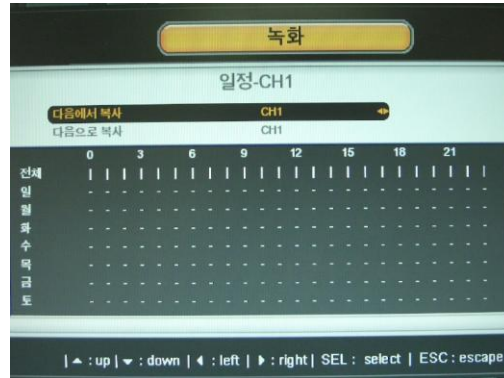 녹화
일정-CH1
다음에서 복사 CH1
다음으로 복사 CH1
0 3 6 9 12 15 18 21
전체 | | | | | | | | | | | | | | | | | | | | | | | |
일 - - - - - - - - - - - - - - - - - - - - - - - -
월 - - - - - - - - - - - - - - - - - - - - - - - -
화 - - - - - - - - - - - - - - - - - - - - - - - -
수 - - - - - - - - - - - - - - - - - - - - - - - -
목 - - - - - - - - - - - - - - - - - - - - - - - -
금 - - - - - - - - - - - - - - - - - - - - - - - -
토 - - - - - - - - - - - - - - - - - - - - - - - -
| ▲ : up | ▼ : down | ◀ : left | ▶ : right | SEL : select | ESC : escape